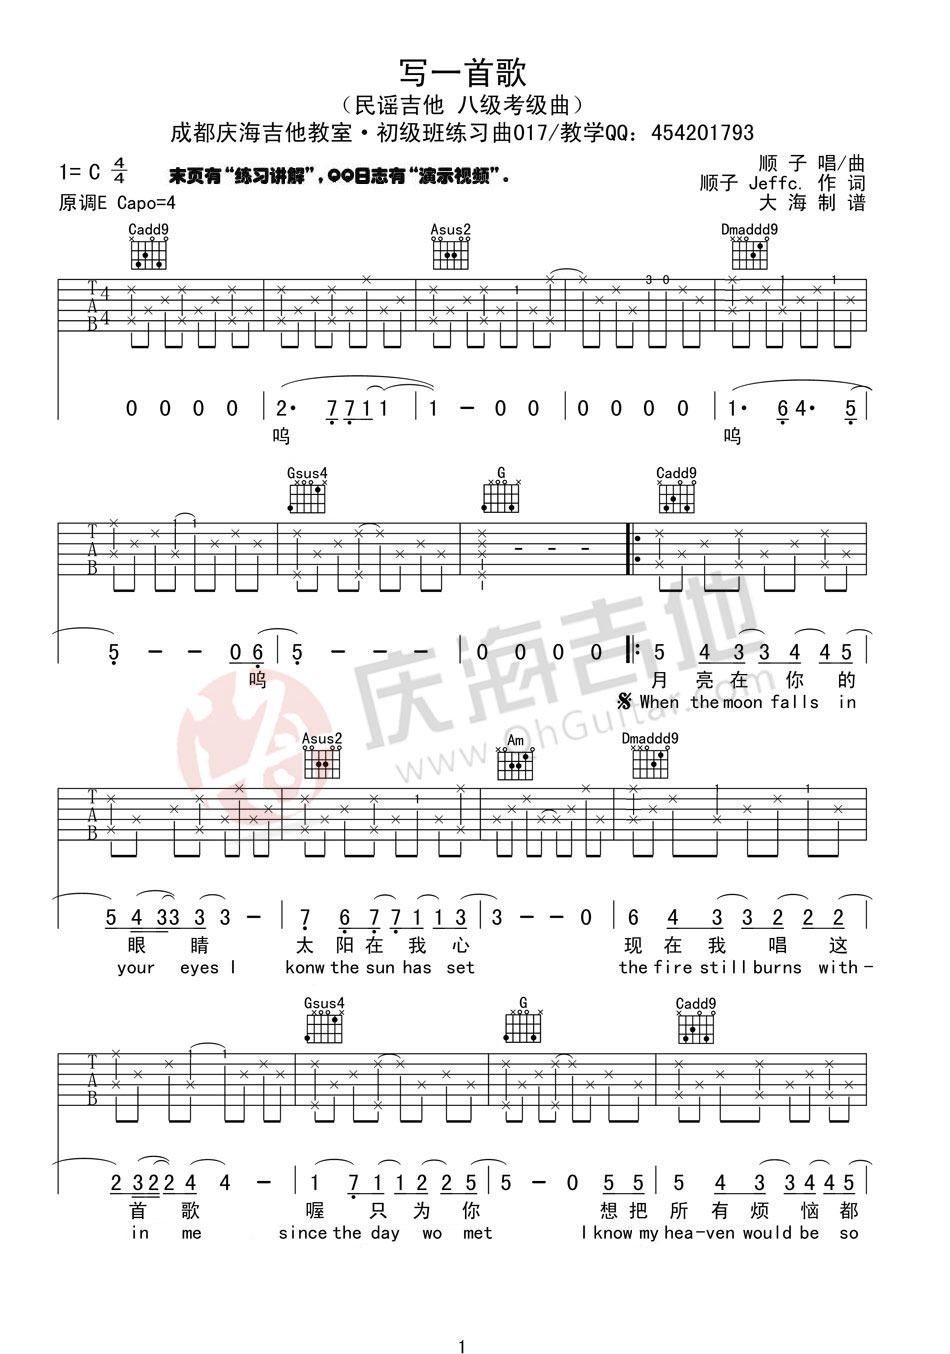 写一首歌
（民谣吉他 八级考级曲）
成都庆海吉他教室·初级班练习曲017/教学QQ：454201793
1= C 4/4
末页有“练习讲解”，QQ日志有“演示视频”。
顺 子 唱/曲
顺子 Jeffc. 作 词
原调E Capo=4
大 海 制 谱
Cadd9 Asus2 Dmaddd9
T A B 4 4 1 3 0 1 1
0 0 0 0 2· 7 7 1 1 1 - 0 0 0 0 0 0 1· 6 4· 5
呜 呜
Gsus4 G Cadd9
T A B 1 1 - - -
5 - - 0 6 5 - - - 0 0 0 0 5 4 3 3 4 4 5
呜 月 亮 在 你 的
When the moon falls in
庆海吉他
www.QhGuitar.com
Asus2 Am Dmaddd9
T A B 1 1 1
5 4 3 3 3 3 - 7 6 7 7 1 1 3 3 - - 0 6 4 3 3 2 2 2
眼 睛 太 阳 在 我 心 现 在 我 唱 这
your eyes I konw the sun has set the fire still burns with-
Gsus4 G Cadd9
T A B 1 1
2 3 2 2 4 4 - 1 7 1 1 2 2 5 5 - 0 5 5 5 4 3 3 4 4 5
首 歌 喔 只 为 你 想 把 所 有 烦 恼 都
in me since the day wo met I know my hea-ven would be so
1